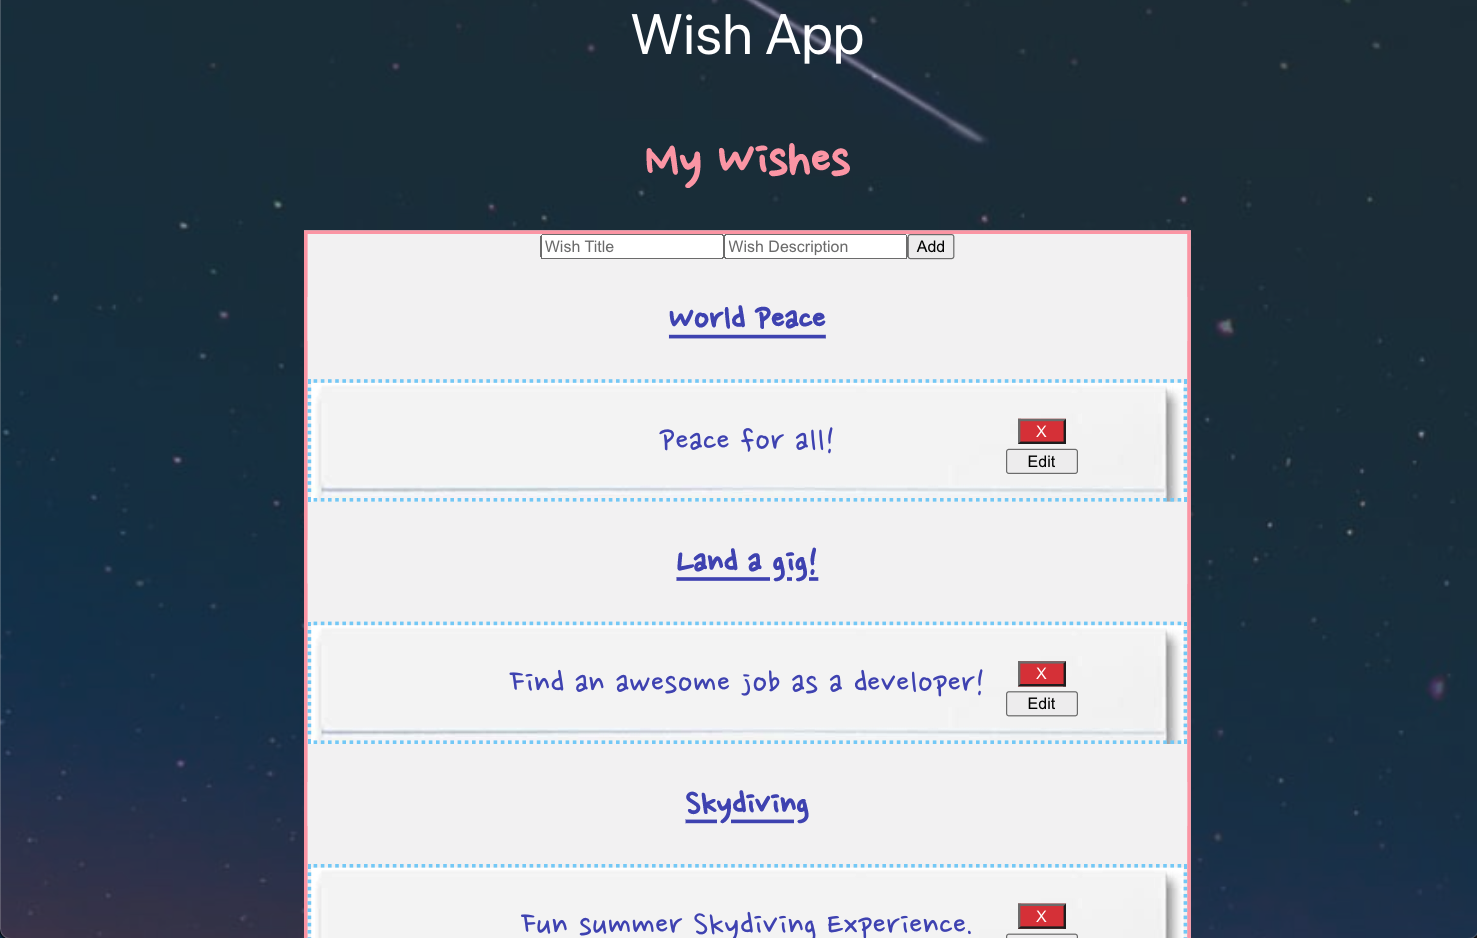 Wish App
My Wishes
Wish Title Wish Description Add
World Peace
Peace for all!
X
Edit
Land a gig!
Find an awesome job as a developer!
X
Edit
Skydiving
Fun summer Skydiving Experience.
X